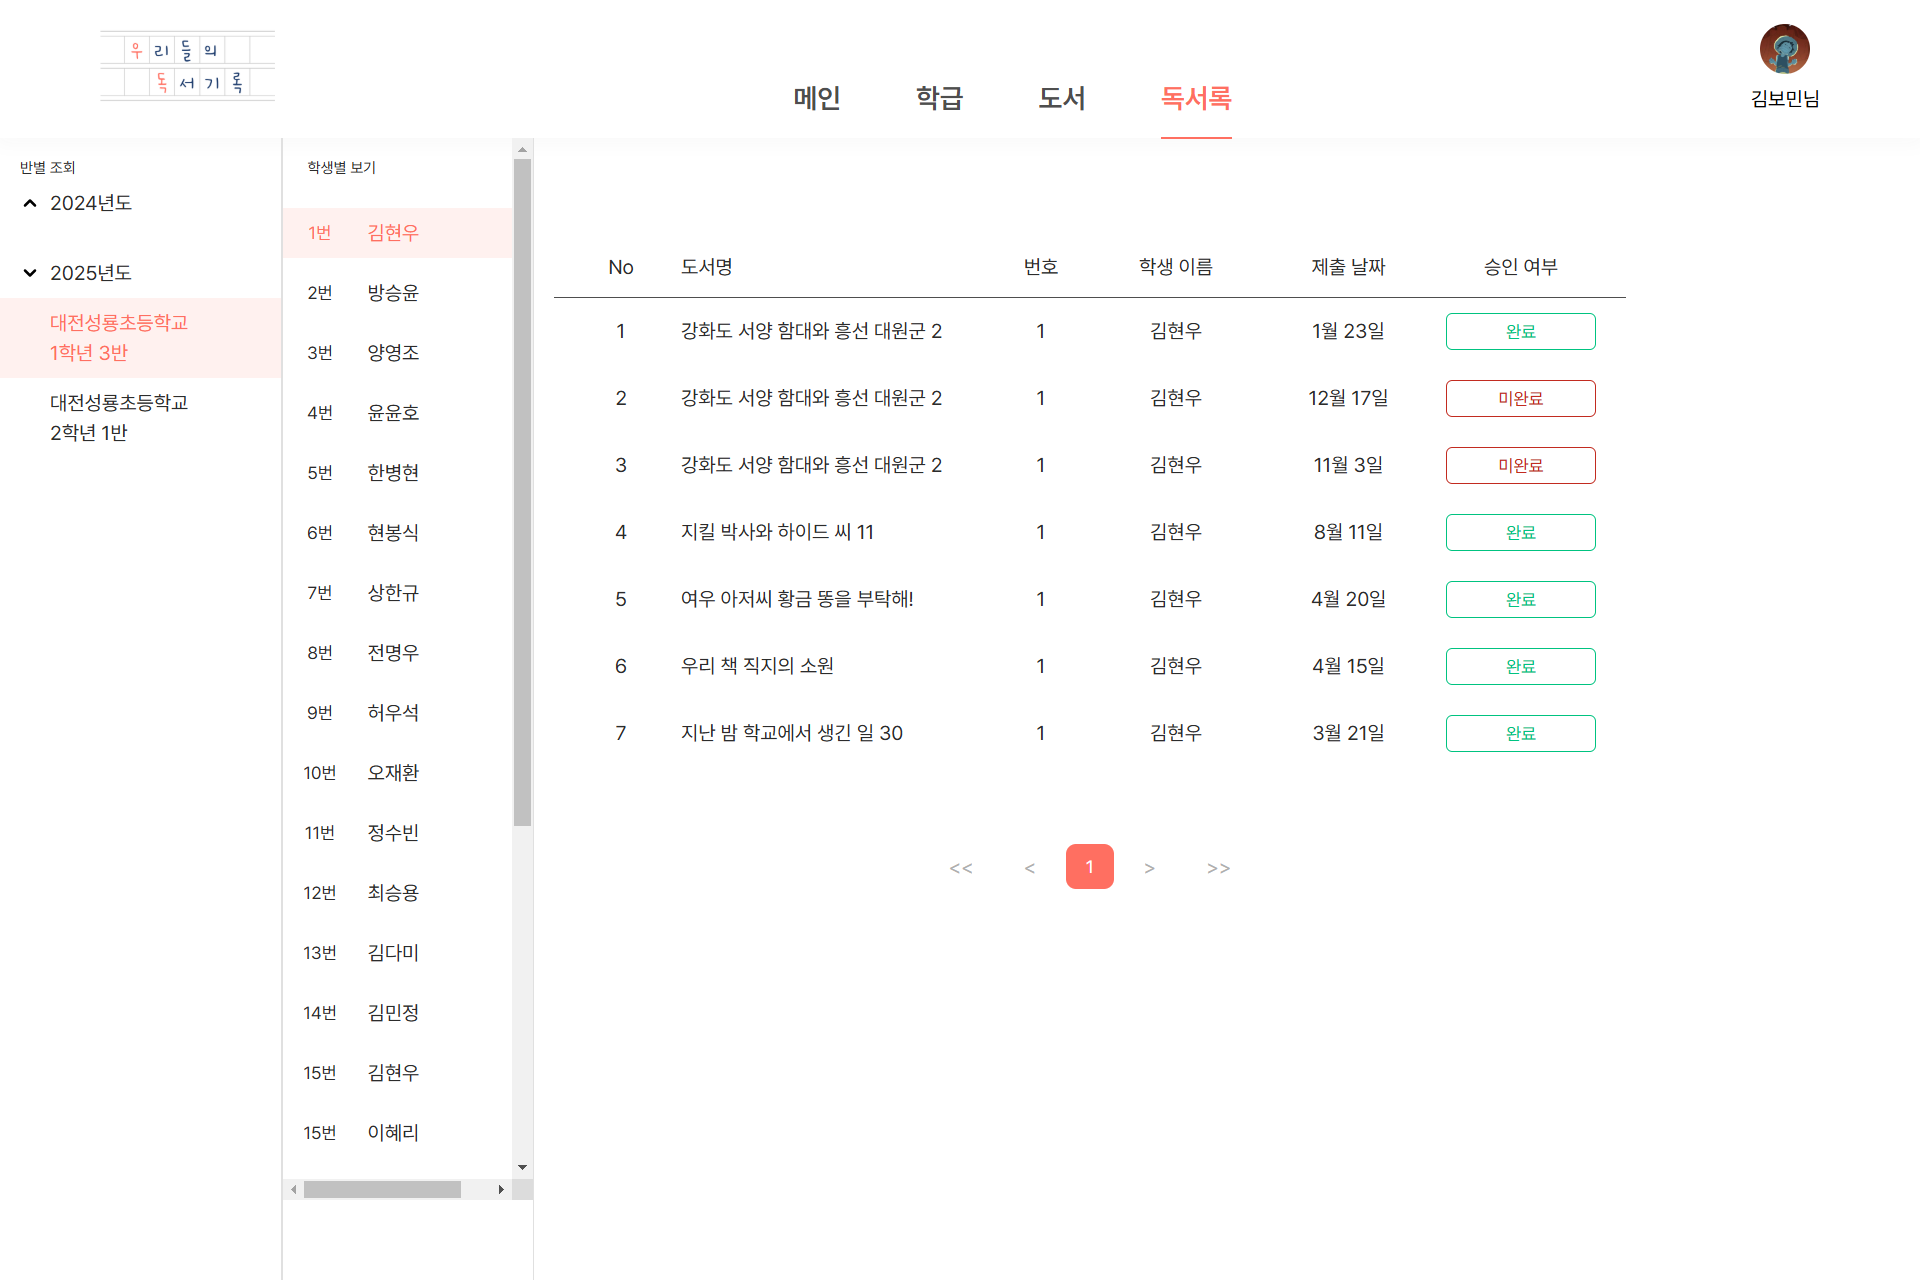 우리들의
독서기록
메인 학급 도서 독서록
김보민님
반별 조회
2024년도
2025년도
대전성룡초등학교
1학년 3반
대전성룡초등학교
2학년 1반
학생별 보기
1번 김현우
2번 방승윤
3번 양영조
4번 윤윤호
5번 한병현
6번 현봉식
7번 상한규
8번 전명우
9번 허우석
10번 오재환
11번 정수빈
12번 최승용
13번 김다미
14번 김민정
15번 김현우
15번 이혜리
No 도서명 번호 학생 이름 제출 날짜 승인 여부
1 강화도 서양 함대와 흥선 대원군 2 1 김현우 1월 23일 완료
2 강화도 서양 함대와 흥선 대원군 2 1 김현우 12월 17일 미완료
3 강화도 서양 함대와 흥선 대원군 2 1 김현우 11월 3일 미완료
4 지킬 박사와 하이드 씨 11 1 김현우 8월 11일 완료
5 여우 아저씨 황금 똥을 부탁해! 1 김현우 4월 20일 완료
6 우리 책 직지의 소원 1 김현우 4월 15일 완료
7 지난 밤 학교에서 생긴 일 30 1 김현우 3월 21일 완료
<< < 1 > >>